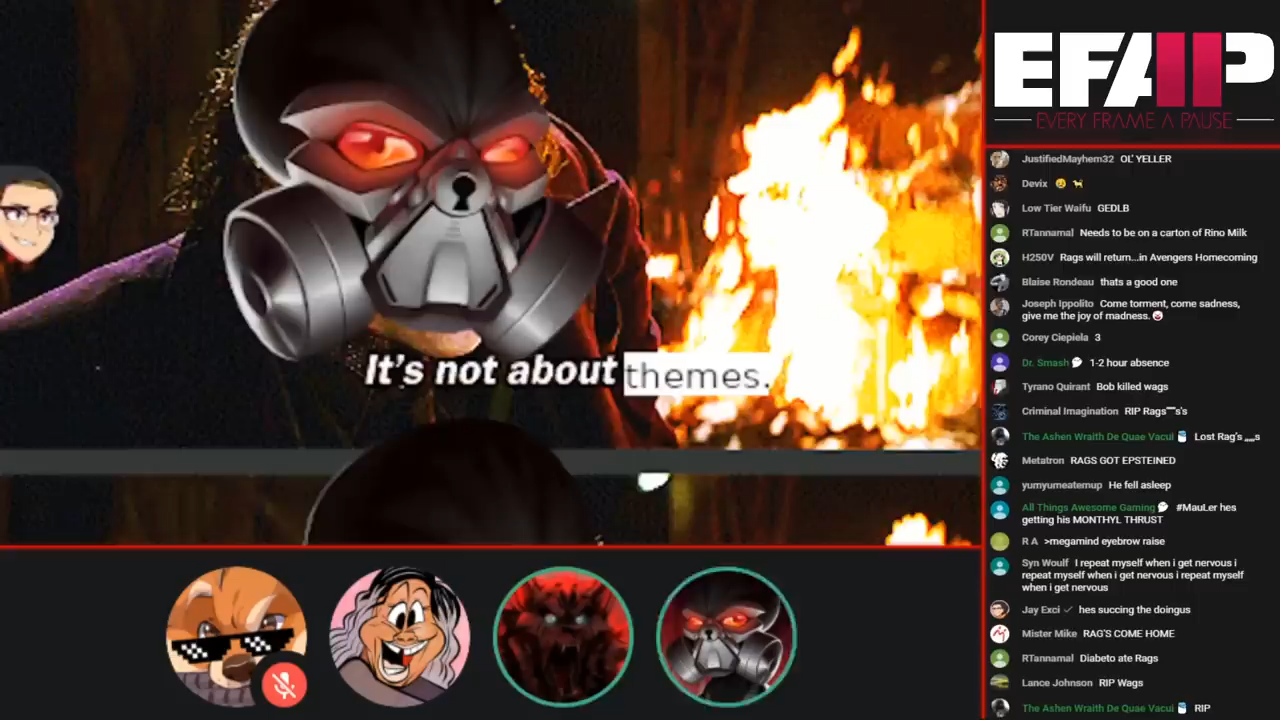 It's not about themes.
EFAP
EVERY FRAME A PAUSE
JustifiedMayhem32 OL' YELLER
Devix
Low Tier Waifu GEDLB
RTannamal Needs to be on a carton of Rino Milk
H250V Rags will return...in Avengers Homecoming
Blaise Rondeau thats a good one
Joseph Ippolito Come torment, come sadness,
give me the joy of madness.
Corey Ciepiela 3
Dr. Smash 1-2 hour absence
Tyrano Quirant Bob killed wags
Criminal Imagination RIP Rags"""s's
The Ashen Wraith De Quae Vacui Lost Rag's „„s
Metatron RAGS GOT EPSTEINED
yumyumeatemup He fell asleep
All Things Awesome Gaming #MauLer hes
getting his MONTHYL THRUST
R A >megamind eyebrow raise
Syn Woulf I repeat myself when i get nervous i
repeat myself when i get nervous i repeat myself
when i get nervous
Jay Exci ✓ hes succing the doingus
Mister Mike RAG'S COME HOME
RTannamal Diabeto ate Rags
Lance Johnson RIP Wags
The Ashen Wraith De Quae Vacui RIP